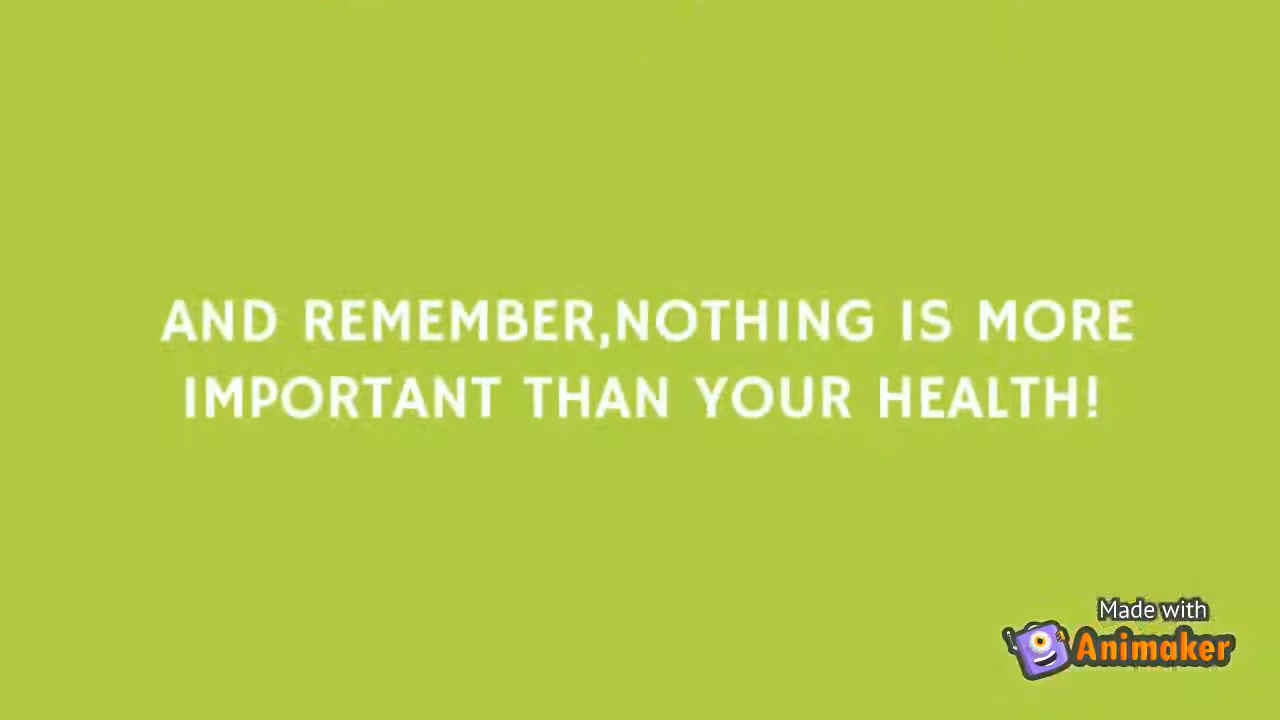 AND REMEMBER,NOTHING IS MORE
IMPORTANT THAN YOUR HEALTH!
Made with
Animaker